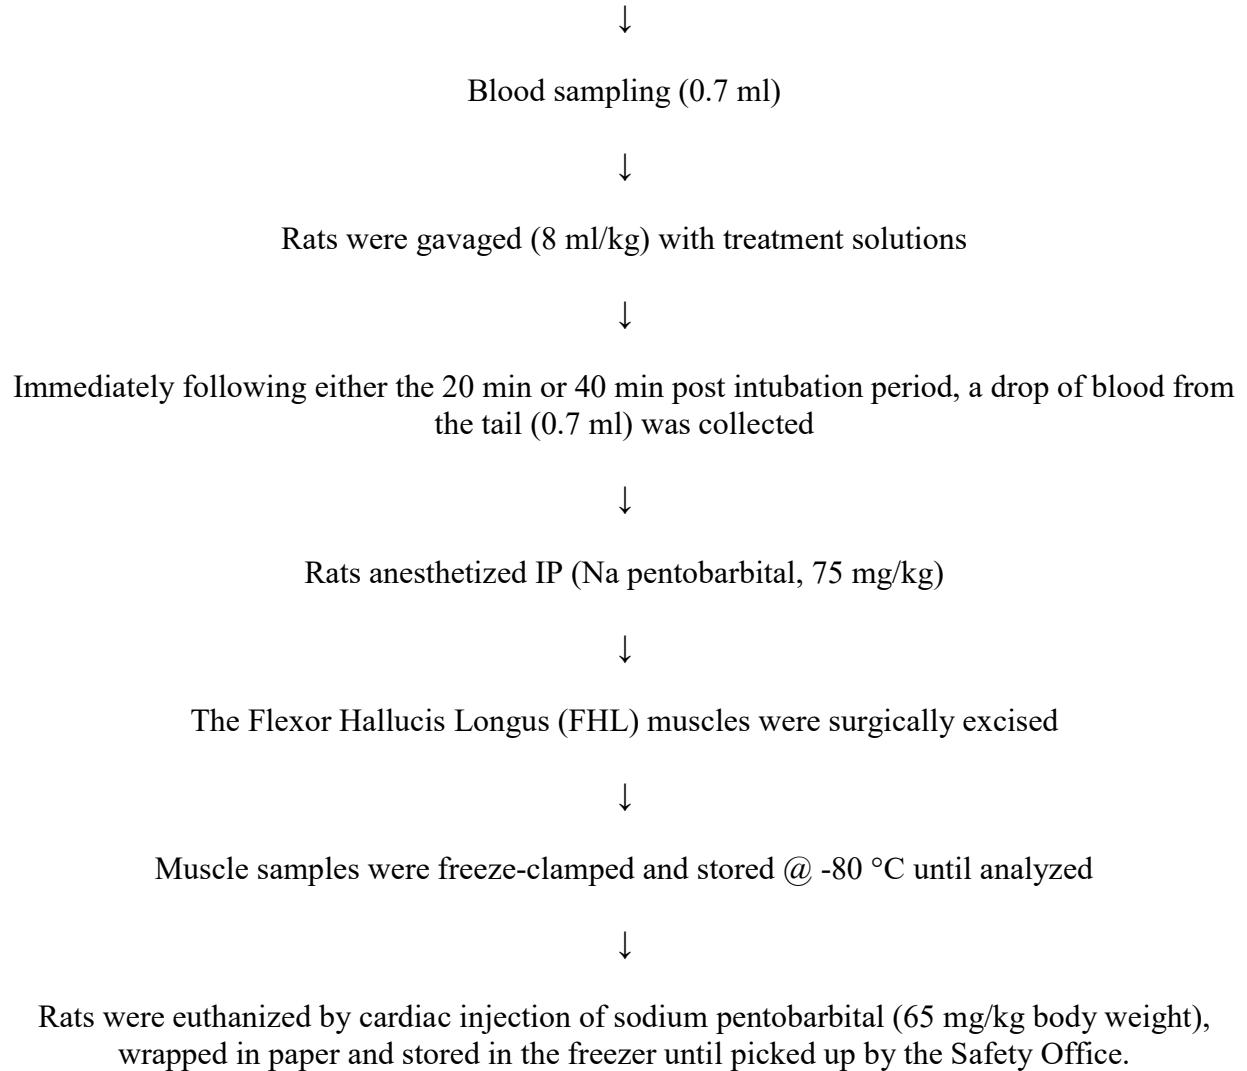 ↓
Blood sampling (0.7 ml)
↓
Rats were gavaged (8 ml/kg) with treatment solutions
↓
Immediately following either the 20 min or 40 min post intubation period, a drop of blood from
the tail (0.7 ml) was collected
↓
Rats anesthetized IP (Na pentobarbital, 75 mg/kg)
↓
The Flexor Hallucis Longus (FHL) muscles were surgically excised
↓
Muscle samples were freeze-clamped and stored @ -80 °C until analyzed
↓
Rats were euthanized by cardiac injection of sodium pentobarbital (65 mg/kg body weight),
wrapped in paper and stored in the freezer until picked up by the Safety Office.